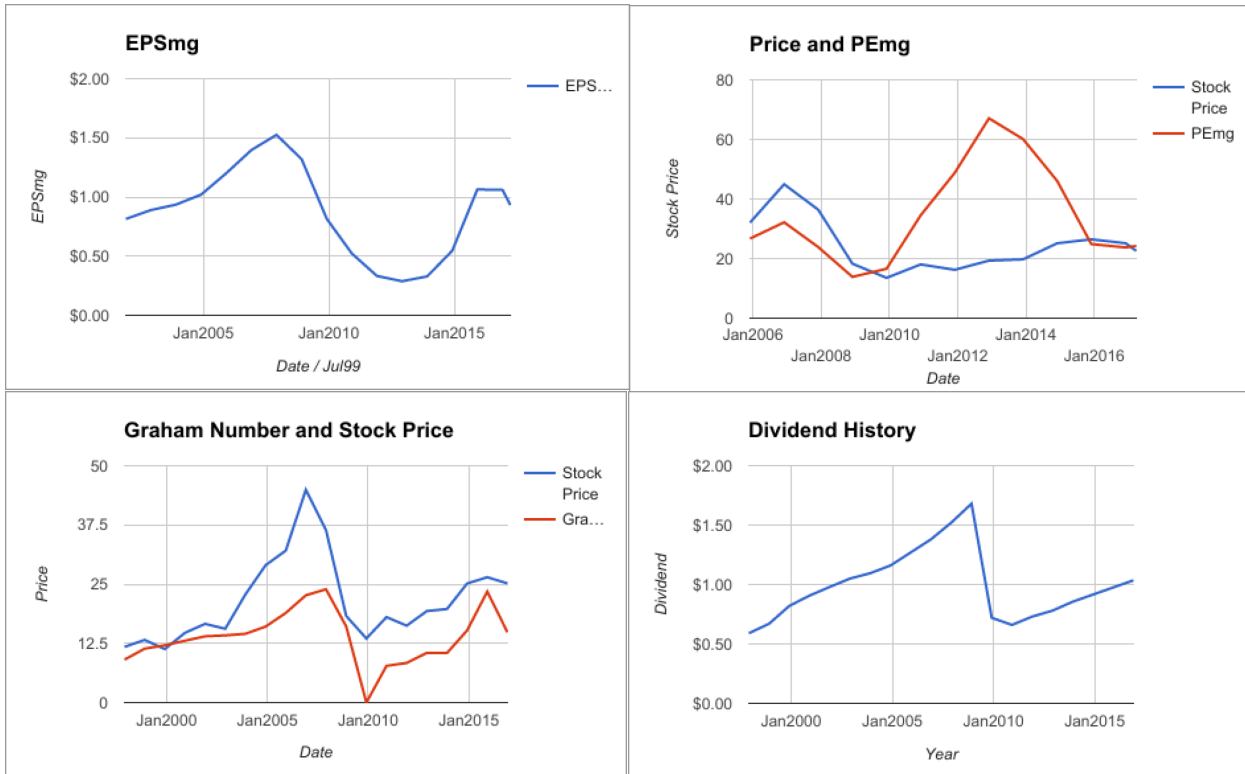 EPSmg
$2.00
$1.50
$1.00
$0.50
$0.00
EPSmg
Jan2005
Jan2010
Jan2015
Date / Jul99
EPS…
Price and PEmg
80
60
40
20
0
Stock Price
Jan2006
Jan2008
Jan2010
Jan2012
Jan2014
Jan2016
Date
Stock
Price
PEmg
Graham Number and Stock Price
50
37.5
25
12.5
0
Price
Jan2000
Jan2005
Jan2010
Jan2015
Date
Stock
Price
Gra…
Dividend History
$2.00
$1.50
$1.00
$0.50
$0.00
Dividend
Jan2000
Jan2005
Jan2010
Jan2015
Year